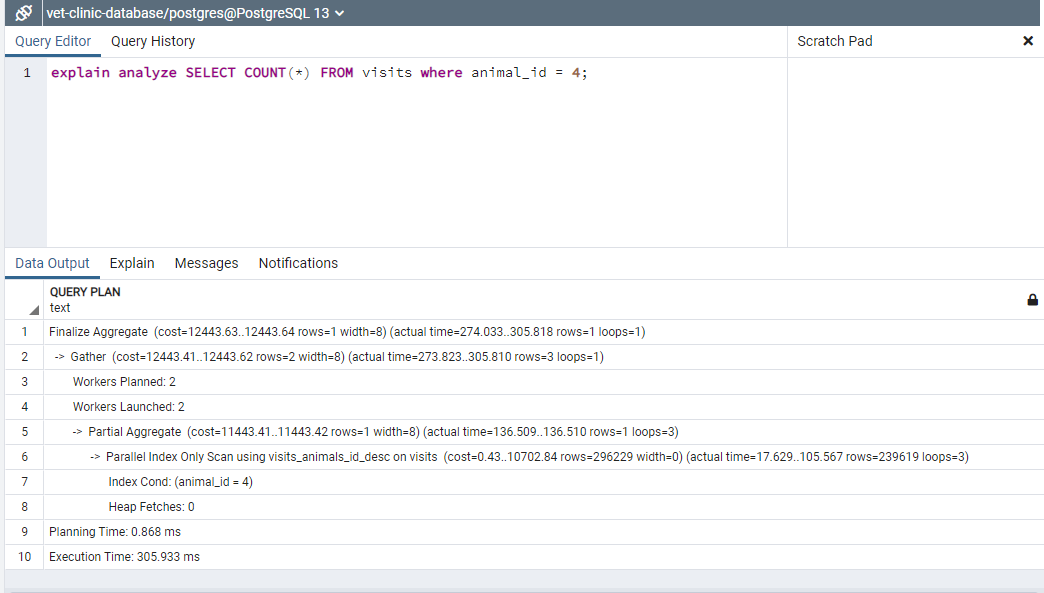 vet-clinic-database/postgres@PostgreSQL 13
Query Editor Query History Scratch Pad
1 explain analyze SELECT COUNT(*) FROM visits where animal_id = 4;
Data Output Explain Messages Notifications
QUERY PLAN
text
1 Finalize Aggregate (cost=12443.63..12443.64 rows=1 width=8) (actual time=274.033..305.818 rows=1 loops=1)
2 -> Gather (cost=12443.41..12443.62 rows=2 width=8) (actual time=273.823..305.810 rows=3 loops=1)
3 Workers Planned: 2
4 Workers Launched: 2
5 -> Partial Aggregate (cost=11443.41..11443.42 rows=1 width=8) (actual time=136.509..136.510 rows=1 loops=3)
6 -> Parallel Index Only Scan using visits_animals_id_desc on visits (cost=0.43..10702.84 rows=296229 width=0) (actual time=17.629..105.567 rows=239619 loops=3)
7 Index Cond: (animal_id = 4)
8 Heap Fetches: 0
9 Planning Time: 0.868 ms
10 Execution Time: 305.933 ms